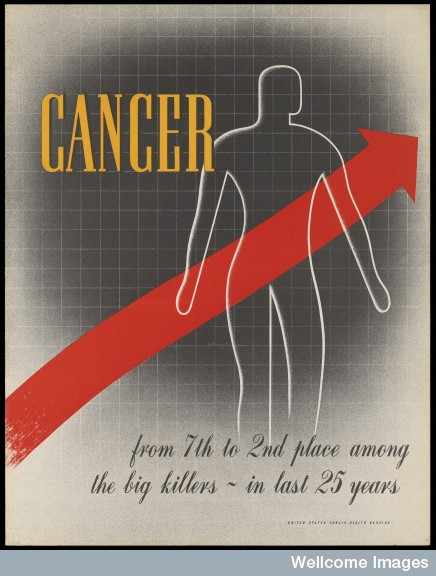 CANCER
from 7th to 2nd place among
the big killers ~ in last 25 years
UNITED STATES PUBLIC HEALTH SERVICE
Wellcome Images